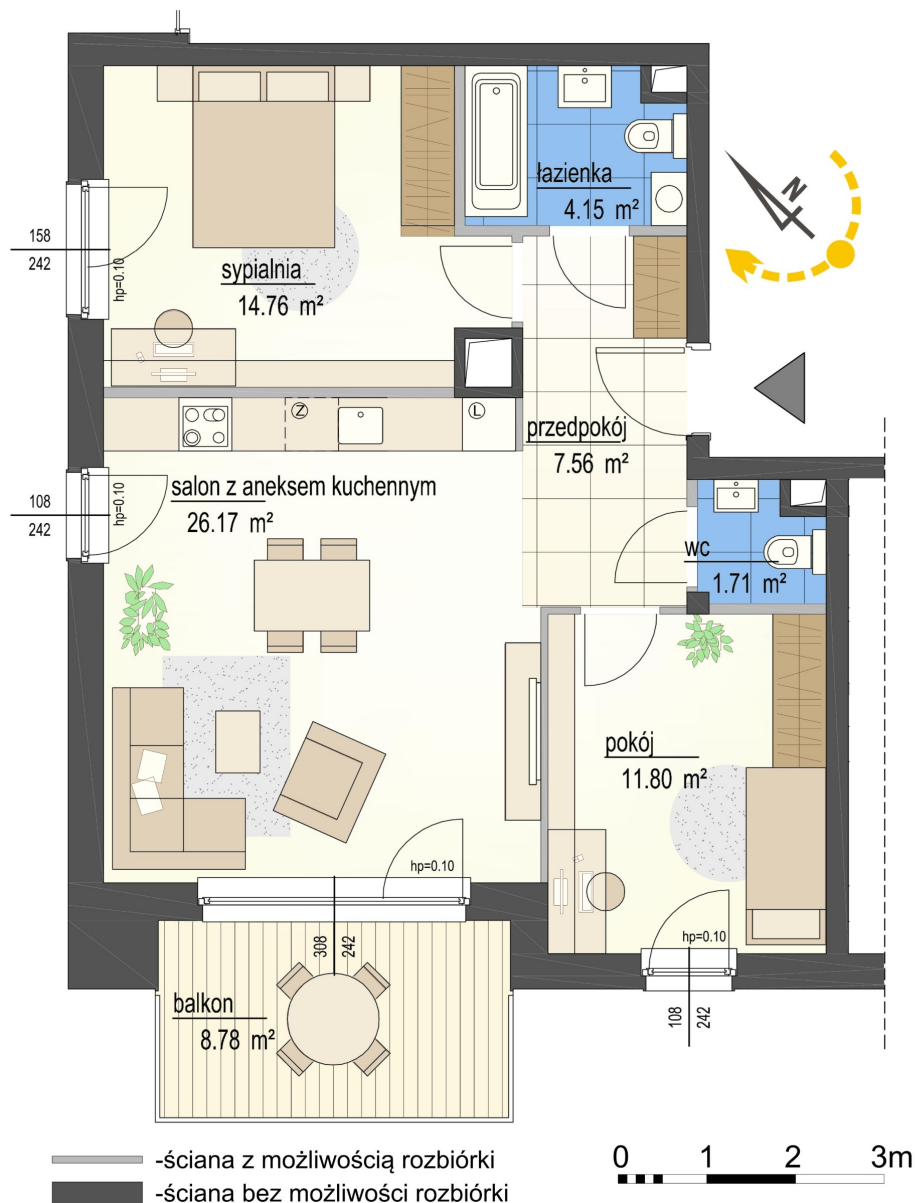 łazienka
4.15 m²
N
158
242
hp=0.10
sypialnia
14.76 m²
Z
L
przedpokój
7.56 m²
108
242
hp=0.10
salon z aneksem kuchennym
26.17 m²
wc
1.71 m²
pokój
11.80 m²
hp=0.10
308
242
hp=0.10
balkon
8.78 m²
108
242
-ściana z możliwością rozbiórki
-ściana bez możliwości rozbiórki
0 1 2 3m